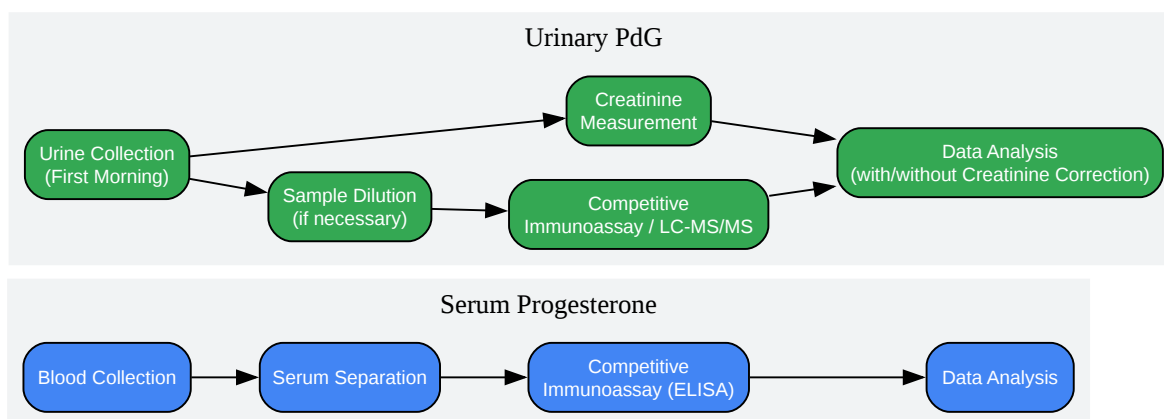 Urinary PdG
Creatinine
Measurement
Urine Collection
(First Morning)
Data Analysis
(with/without Creatinine Correction)
Sample Dilution
(if necessary)
Competitive
Immunoassay / LC-MS/MS
Serum Progesterone
Blood Collection
Serum Separation
Competitive
Immunoassay (ELISA)
Data Analysis